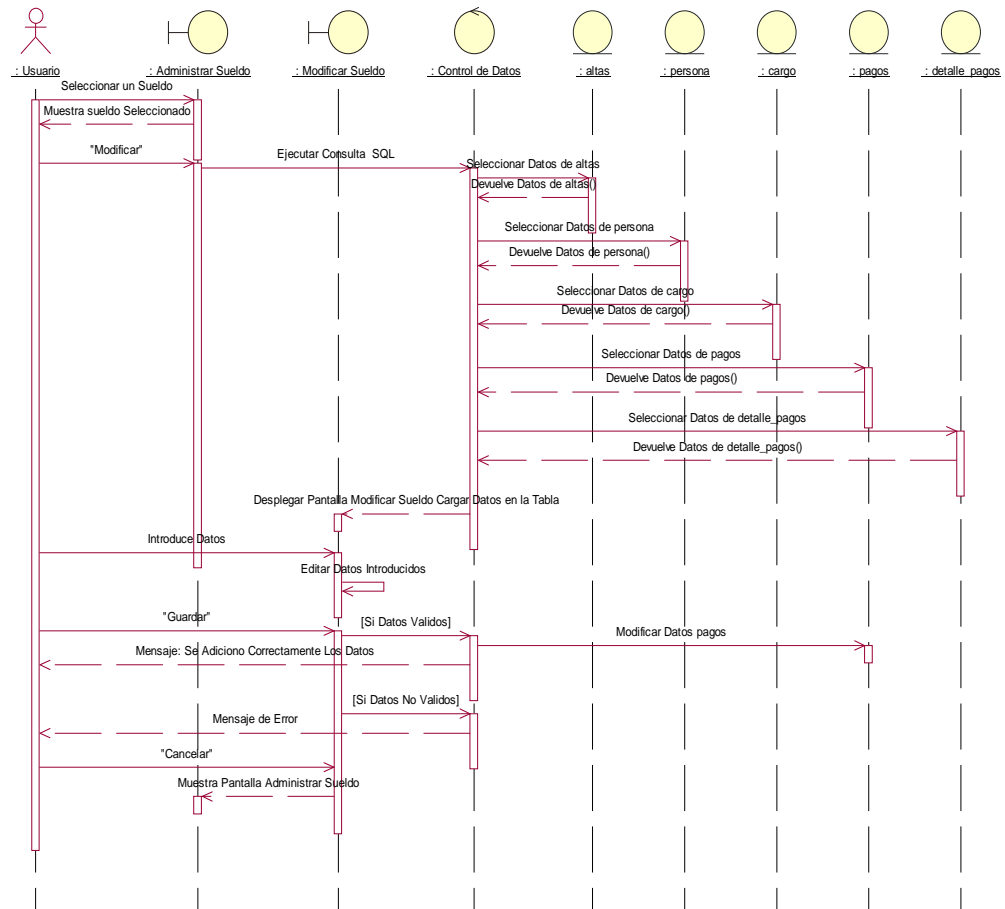 : Usuario
: Administrar Sueldo
: Modificar Sueldo
: Control de Datos
: altas
: persona
: cargo
: pagos
: detalle_pagos
Seleccionar un Sueldo
Muestra sueldo Seleccionado
"Modificar"
Ejecutar Consulta SQL
Seleccionar Datos de altas
Devuelve Datos de altas()
Seleccionar Datos de persona
Devuelve Datos de persona()
Seleccionar Datos de cargo
Devuelve Datos de cargo()
Seleccionar Datos de pagos
Devuelve Datos de pagos()
Seleccionar Datos de detalle_pagos
Devuelve Datos de detalle_pagos()
Desplegar Pantalla Modificar Sueldo Cargar Datos en la Tabla
Introduce Datos
Editar Datos Introducidos
"Guardar"
[Si Datos Validos]
Modificar Datos pagos
Mensaje: Se Adiciono Correctamente Los Datos
[Si Datos No Validos]
Mensaje de Error
"Cancelar"
Muestra Pantalla Administrar Sueldo